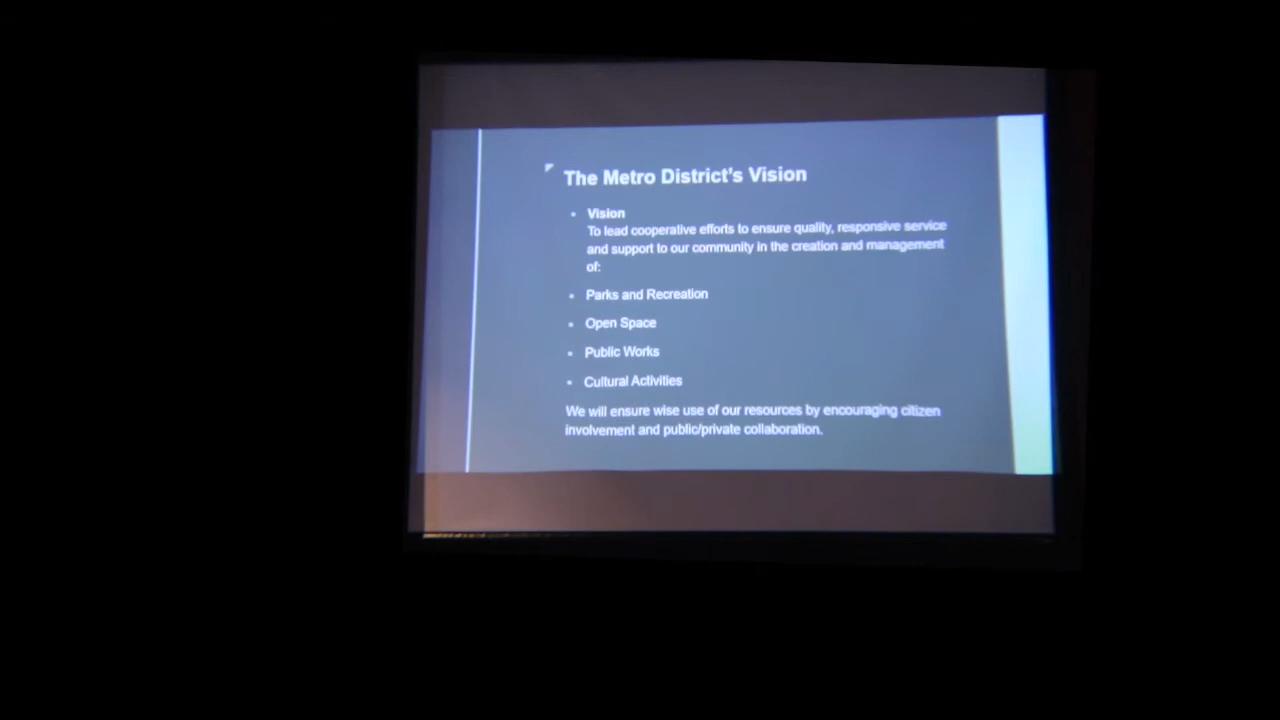 The Metro District's Vision
• Vision
To lead cooperative efforts to ensure quality, responsive service
and support to our community in the creation and management
of:
• Parks and Recreation
• Open Space
• Public Works
• Cultural Activities
We will ensure wise use of our resources by encouraging citizen
involvement and public/private collaboration.